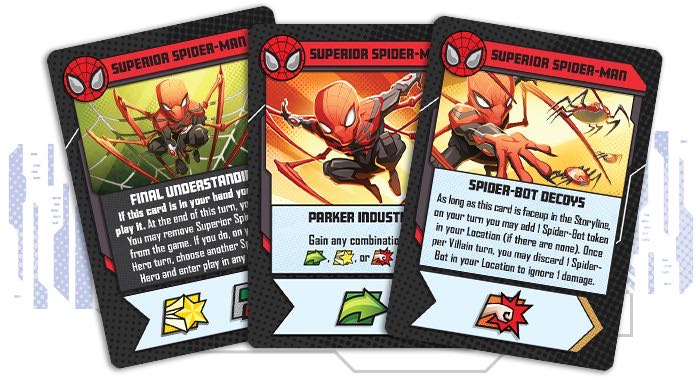 SUPERIOR SPIDER-MAN
FINAL UNDERSTANDIN
If this card is in your hand you
play it. At the end of this turn, yo
You may remove Superior Spi
from the game. If you do, on y
Hero turn, choose another S
Hero and enter play in any
SUPERIOR SPIDER-M
PARKER INDUST
Gain any combinatio
, or
SUPERIOR SPIDER-MAN
SPIDER-BOT DECOYS
As long as this card is faceup in the Storyline,
on your turn you may add 1 Spider-Bot token
in your Location (if there are none). Once
per Villain turn, you may discard 1 Spider-
Bot in your Location to ignore 1 damage.